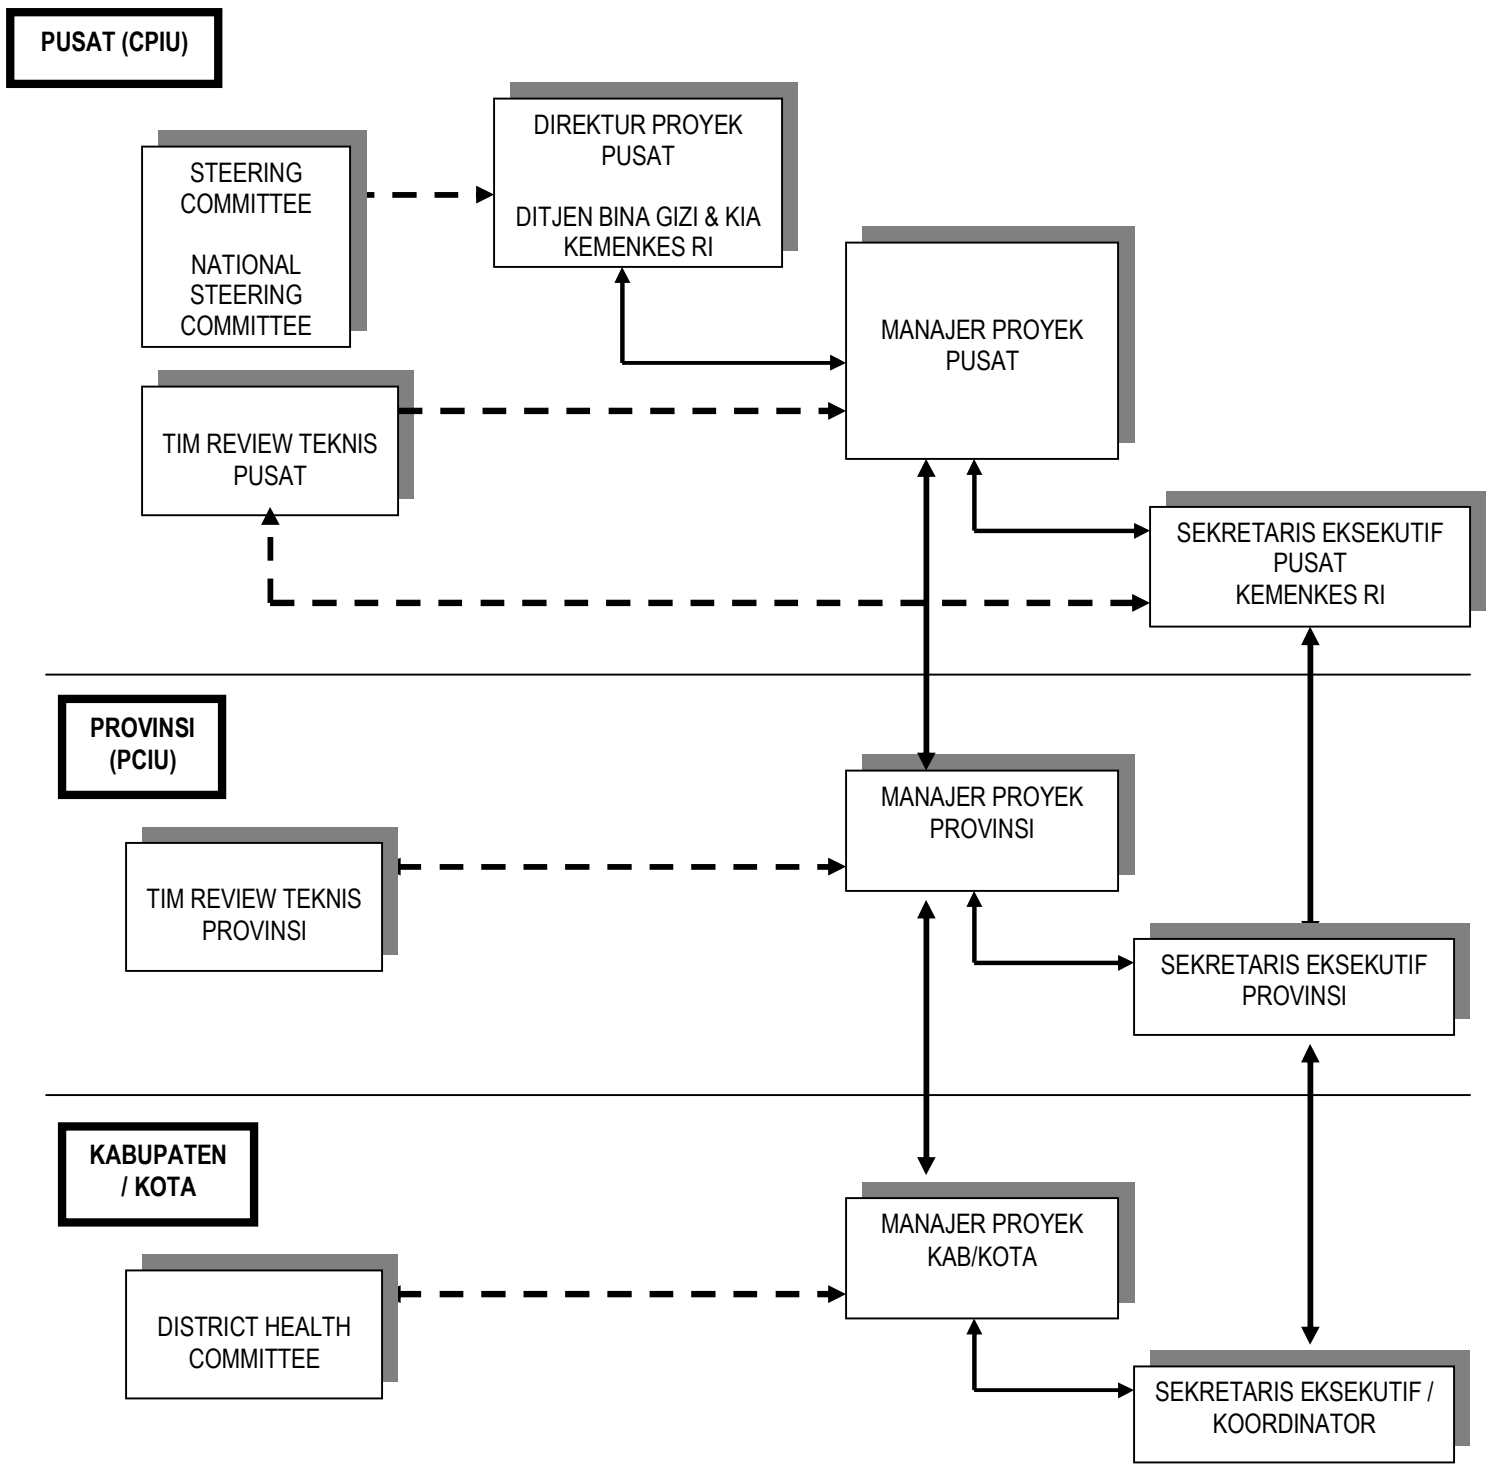 PUSAT (CPIU)
DIREKTUR PROYEK
PUSAT
DITJEN BINA GIZI & KIA
KEMENKES RI
STEERING
COMMITTEE
NATIONAL
STEERING
COMMITTEE
MANAJER PROYEK
PUSAT
TIM REVIEW TEKNIS
PUSAT
SEKRETARIS EKSEKUTIF
PUSAT
KEMENKES RI
PROVINSI
(PCIU)
MANAJER PROYEK
PROVINSI
TIM REVIEW TEKNIS
PROVINSI
SEKRETARIS EKSEKUTIF
PROVINSI
KABUPATEN
/ KOTA
MANAJER PROYEK
KAB/KOTA
DISTRICT HEALTH
COMMITTEE
SEKRETARIS EKSEKUTIF /
KOORDINATOR